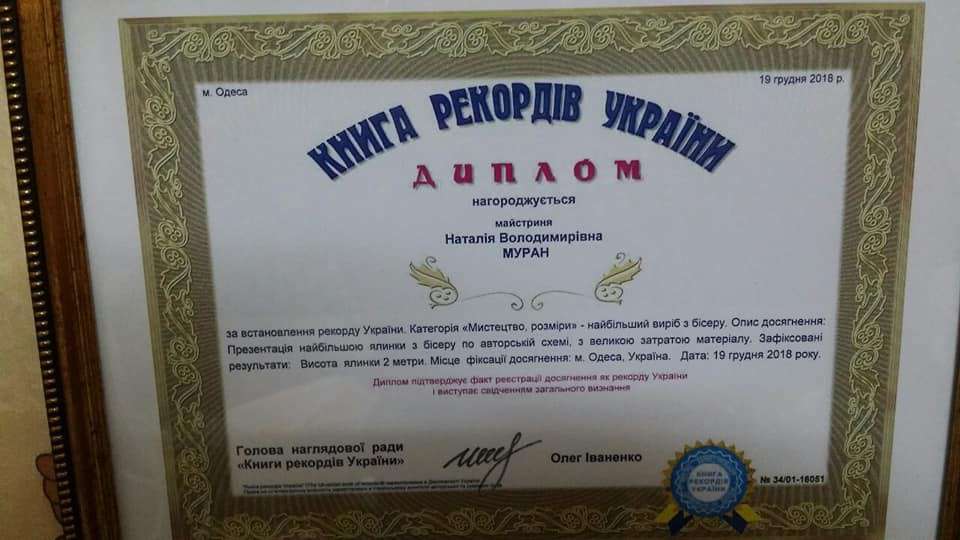 м. Одеса
19 грудня 2018 р.
КНИГА РЕКОРДІВ УКРАЇНИ
ДИПЛОМ
нагороджується
майстриня
Наталія Володимирівна
МУРАН
за встановлення рекорду України. Категорія «Мистецтво, розміри» - найбільший виріб з бісеру. Опис досягнення:
Презентація найбільшою ялинки з бісеру по авторській схемі, з великою затратою матеріалу. Зафіксовані
результати: Висота ялинки 2 метри. Місце фіксації досягнення: м. Одеса, Україна. Дата: 19 грудня 2018 року.
Диплом підтверджує факт реєстрації досягнення як рекорду України
і виступає свідченням загального визнання
Голова наглядової ради
«Книги рекордів України»
Олег Іваненко
КНИГА
РЕКОРДІВ
УКРАЇНИ
№ 34/01-16051